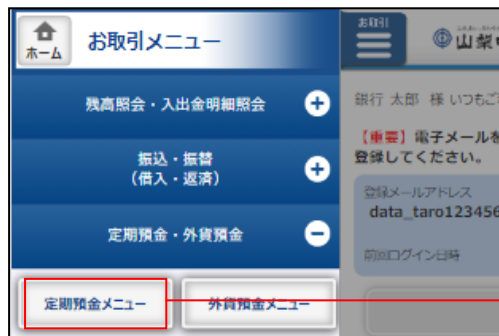 ホーム
お取引メニュー
残高照会・入出金明細照会
振込・振替
(借入・返済)
定期預金・外貨預金
定期預金メニュー
外貨預金メニュー
お取引
山梨
銀行 太郎 様 いつもご
【重要】電子メールを
登録してください。
登録メールアドレス
data_taro123456
前回ログイン日時